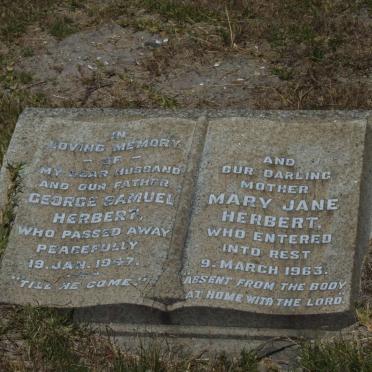 IN
LOVING MEMORY
— OF —
MY DEAR HUSBAND
AND OUR FATHER
GEORGE SAMUEL
HERBERT,
WHO PASSED AWAY
PEACEFULLY
19. JAN. 1947.
"TILL HE COME."
AND
OUR DARLING
MOTHER
MARY JANE
HERBERT,
WHO ENTERED
INTO REST
9. MARCH 1963.
"ABSENT FROM THE BODY
AT HOME WITH THE LORD.